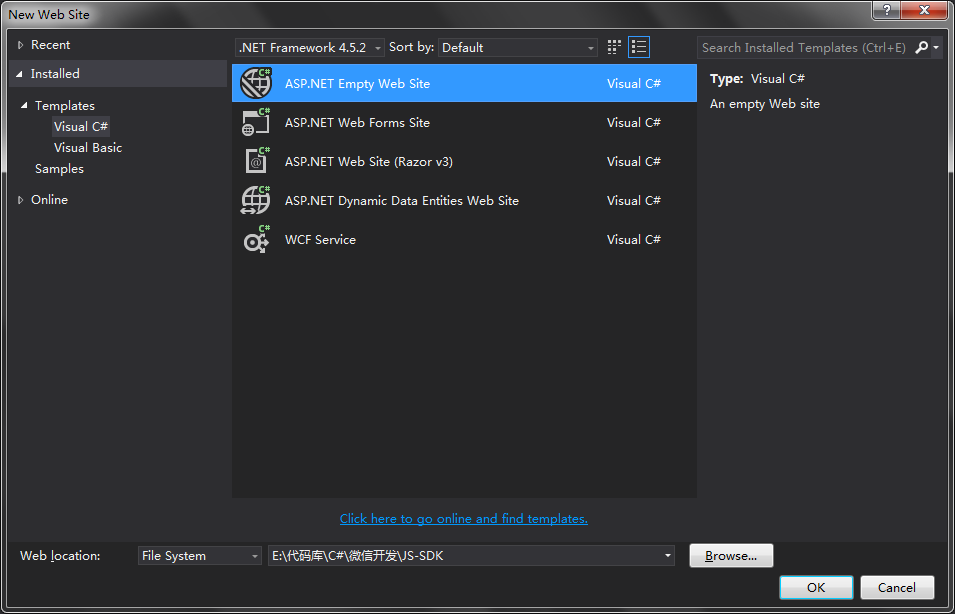 New Web Site
?
Recent
Installed
Templates
Visual C#
Visual Basic
Samples
Online
.NET Framework 4.5.2 Sort by: Default
C# ASP.NET Empty Web Site Visual C#
C# ASP.NET Web Forms Site Visual C#
C# @ ASP.NET Web Site (Razor v3) Visual C#
C# ASP.NET Dynamic Data Entities Web Site Visual C#
C# WCF Service Visual C#
Search Installed Templates (Ctrl+E)
Type: Visual C#
An empty Web site
Click here to go online and find templates.
Web location: File System E:\代码库\C#\微信开发\JS-SDK Browse...
OK Cancel